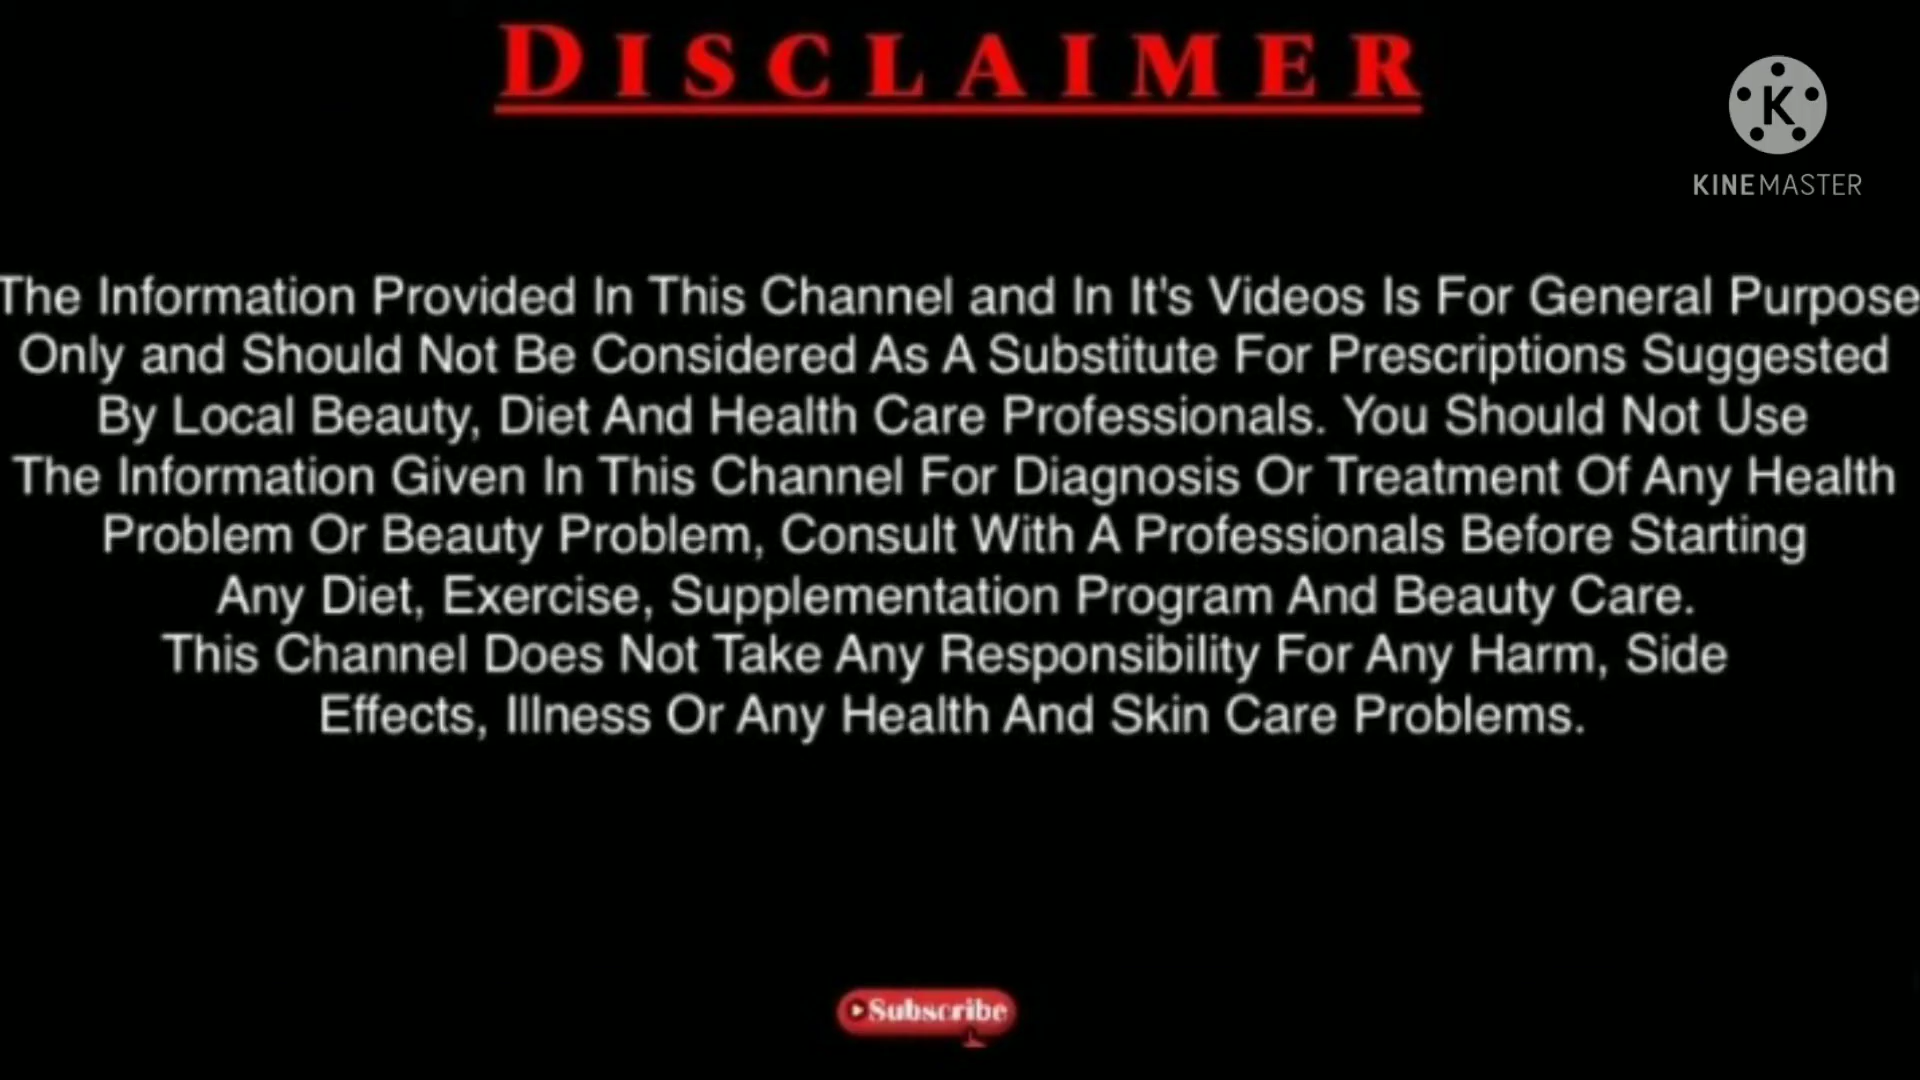 DISCLAIMER
K
KINEMASTER
The Information Provided In This Channel and In It's Videos Is For General Purpose
Only and Should Not Be Considered As A Substitute For Prescriptions Suggested
By Local Beauty, Diet And Health Care Professionals. You Should Not Use
The Information Given In This Channel For Diagnosis Or Treatment Of Any Health
Problem Or Beauty Problem, Consult With A Professionals Before Starting
Any Diet, Exercise, Supplementation Program And Beauty Care.
This Channel Does Not Take Any Responsibility For Any Harm, Side
Effects, Illness Or Any Health And Skin Care Problems.
Subscribe